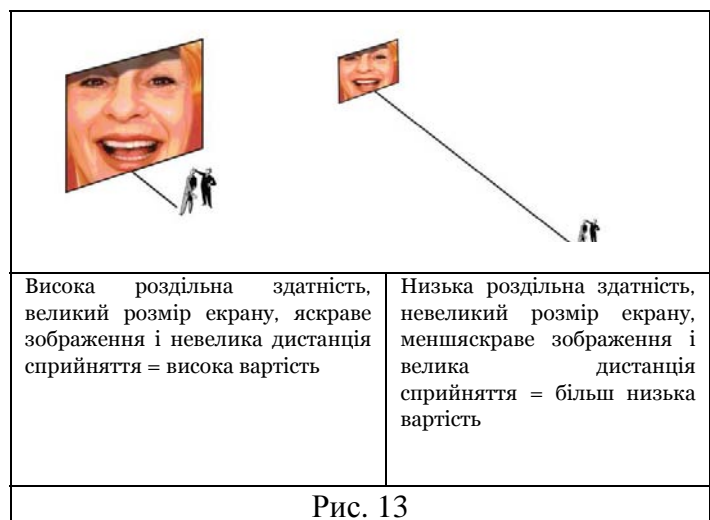 Висока роздільна здатність,
великий розмір екрану, яскраве
зображення і невелика дистанція
сприйняття = висока вартість
Низька роздільна здатність,
невеликий розмір екрану,
меншяскраве зображення і
велика дистанція
сприйняття = більш низька
вартість
Рис. 13